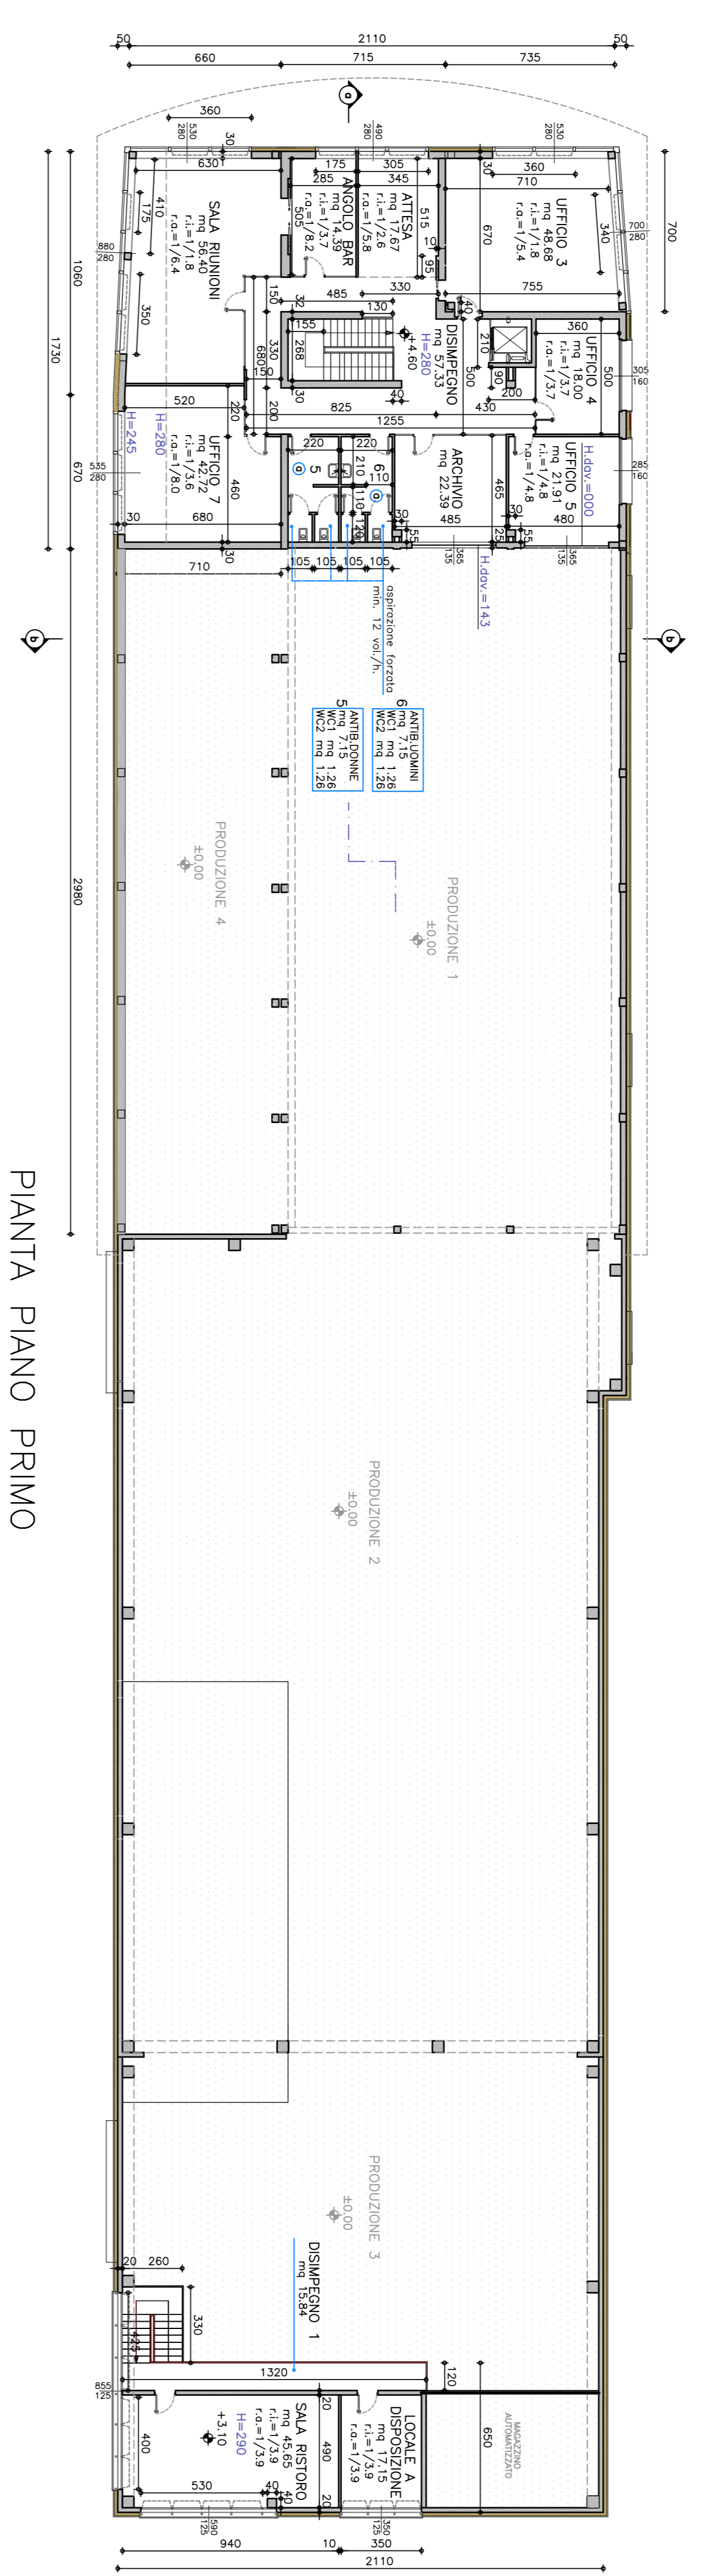 50
2110
50
660
715
735
360
530
280
490
280
530
280
30
630
175
305
360
285
345
710
30
410
175
SALA RIUNIONI
mq 56.40
r.i.=1/1.8
r.a.=1/6.4
505
ANGOLO BAR
mq 14.39
r.i.=1/3.7
r.a.=1/8.2
ATTESA
mq 17.67
r.i.=1/2.6
r.a.=1/5.8
515
10
95
670
UFFICIO 3
mq 48.68
r.i.=1/1.8
r.a.=1/5.4
340
700
280
700
880
280
350
1060
1730
150
485
330
755
32
130
40
155
268
330
680
150
30
+4.60
H=280
DISIMPEGNO
mq 57.33
40
500
210
90
200
360
UFFICIO 4
mq 18.00
r.i.=1/3.7
r.a.=1/3.7
500
305
160
520
220
200
825
430
1255
H=245
H=280
UFFICIO 7
mq 42.72
r.i.=1/3.6
r.a.=1/8.0
460
535
280
670
30
680
30
710
220
220
a
5
210
6
110
a
110
120
ARCHIVIO
mq 22.39
465
30
485
55
25
UFFICIO 5
mq 21.91
r.i.=1/4.8
r.a.=1/4.8
H.dav.=000
30
480
55
285
160
365
135
365
135
H.dav.=143
105
105
105
105
aspirazione forzata
min. 12 vol./h.
b
b
a
6
ANTIB.UOMINI
mq 7.15
WC1 mq 1.26
WC2 mq 1.26
5
ANTIB.DONNE
mq 7.15
WC1 mq 1.26
WC2 mq 1.26
PRODUZIONE 4
±0.00
PRODUZIONE 1
±0.00
2980
PIANTA PIANO PRIMO
PRODUZIONE 2
±0.00
PRODUZIONE 3
±0.00
DISIMPEGNO 1
mq 15.84
20
260
330
1320
120
855
125
400
SALA RISTORO
mq 45.65
r.i.=1/3.9
r.a.=1/3.9
H=290
+3.10
20
490
20
LOCALE A
DISPOSIZIONE
mq 17.15
r.i.=1/3.9
r.a.=1/3.9
650
MAGAZZINO
AUTOMATIZZATO
530
40
40
590
125
350
125
940
10
350
2110